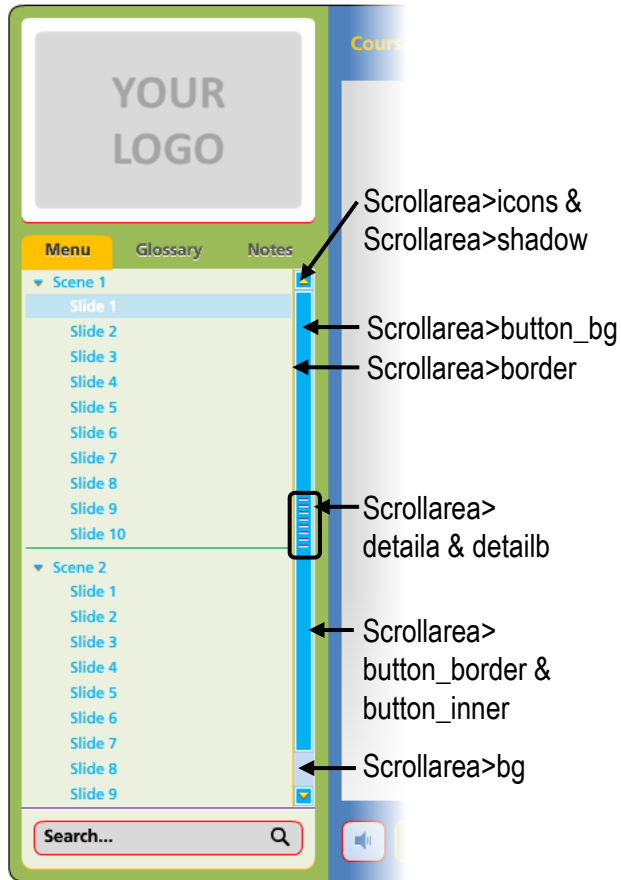 YOUR
LOGO
Cours
Menu Glossary Notes
Scene 1
Slide 1
Slide 2
Slide 3
Slide 4
Slide 5
Slide 6
Slide 7
Slide 8
Slide 9
Slide 10
Scene 2
Slide 1
Slide 2
Slide 3
Slide 4
Slide 5
Slide 6
Slide 7
Slide 8
Slide 9
Search...
Scrollarea>icons &
Scrollarea>shadow
Scrollarea>button_bg
Scrollarea>border
Scrollarea>
detaila & detailb
Scrollarea>
button_border &
button_inner
Scrollarea>bg